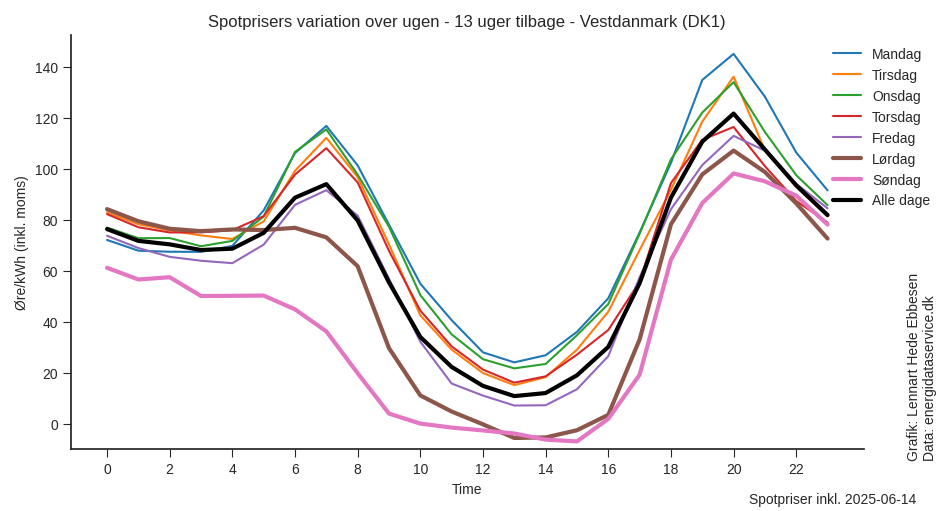 Spotprisers variation over ugen - 13 uger tilbage - Vestdanmark (DK1)
Øre/kWh (inkl. moms)
140
120
100
80
60
40
20
0
0 2 4 6 8 10 12 14 16 18 20 22
Time
Mandag
Tirsdag
Onsdag
Torsdag
Fredag
Lørdag
Søndag
Alle dage
Grafik: Lennart Hede Ebbesen
Data: energidataservice.dk
Spotpriser inkl. 2025-06-14